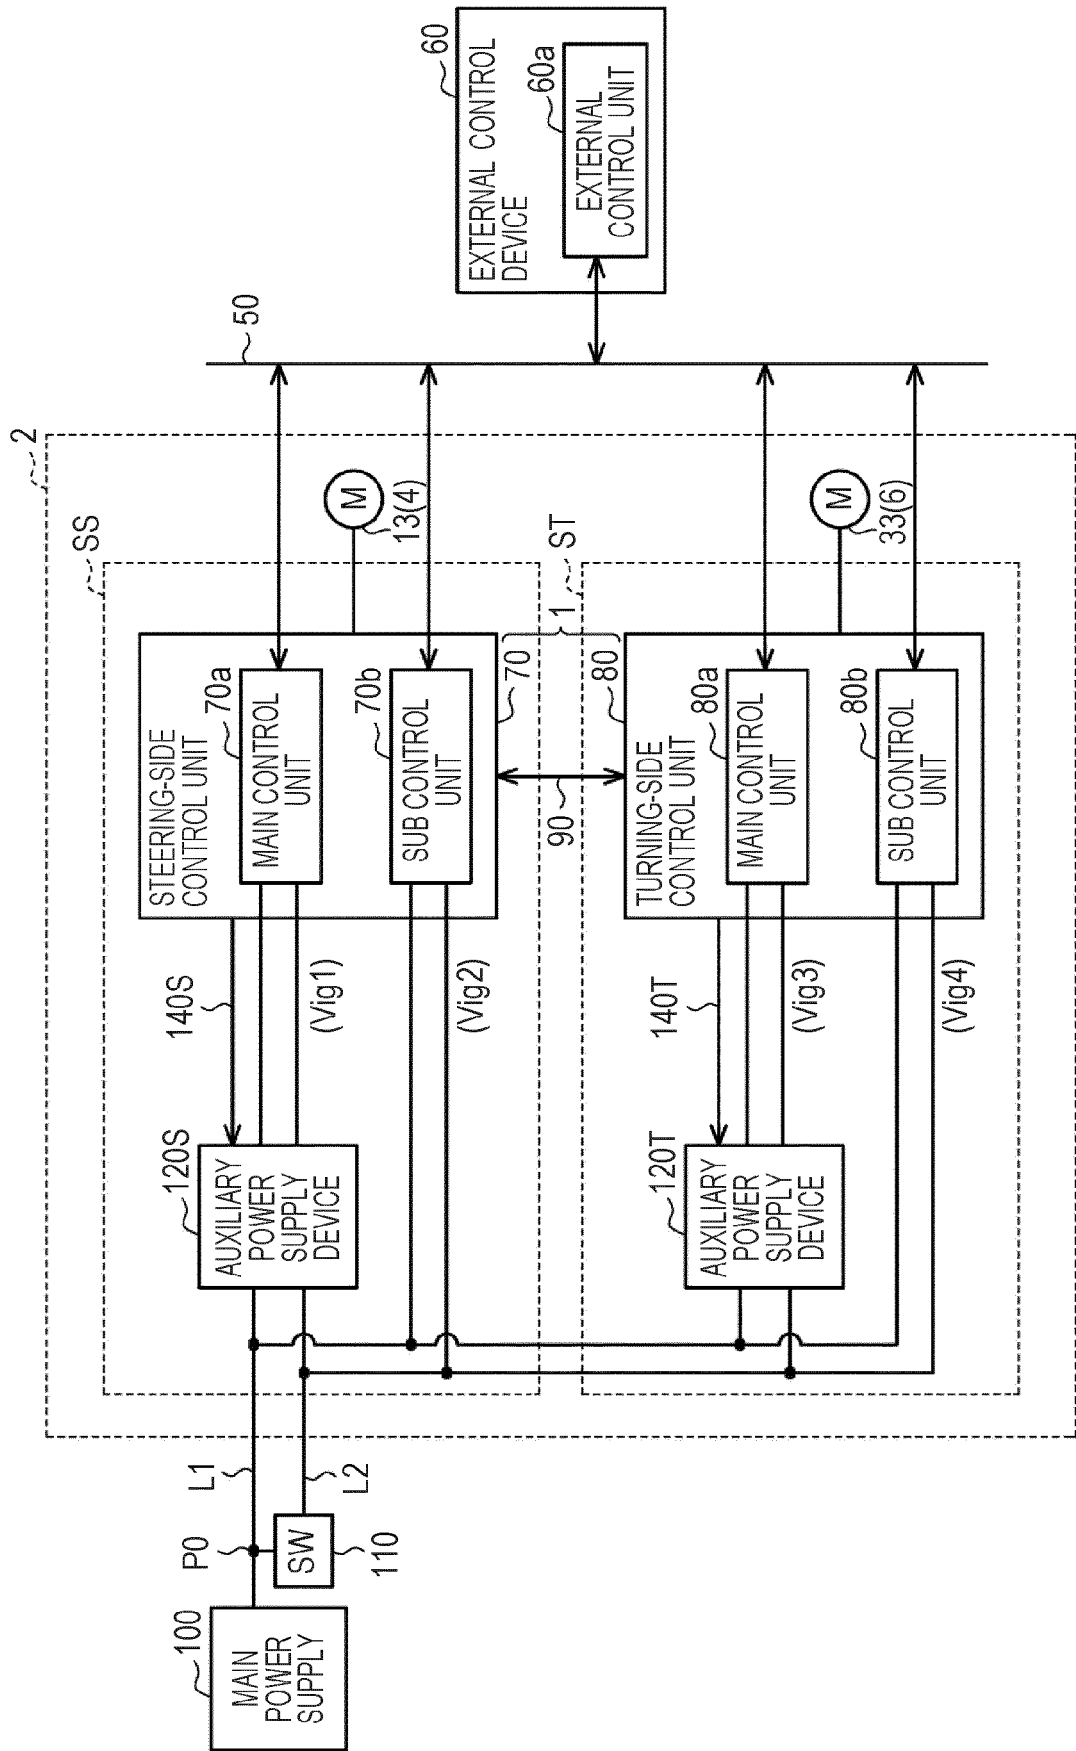 2
SS
60
EXTERNAL CONTROL
DEVICE
60a
EXTERNAL
CONTROL UNIT
50
STEERING-SIDE
CONTROL UNIT
70a
MAIN CONTROL
UNIT
70b
SUB CONTROL
UNIT
M
13(4)
70
1
80
90
ST
TURNING-SIDE
CONTROL UNIT
80a
MAIN CONTROL
UNIT
80b
SUB CONTROL
UNIT
M
33(6)
140S
(Vig1)
(Vig2)
140T
(Vig3)
(Vig4)
120S
AUXILIARY
POWER
SUPPLY
DEVICE
120T
AUXILIARY
POWER
SUPPLY
DEVICE
L1
L2
P0
SW
110
100
MAIN
POWER
SUPPLY